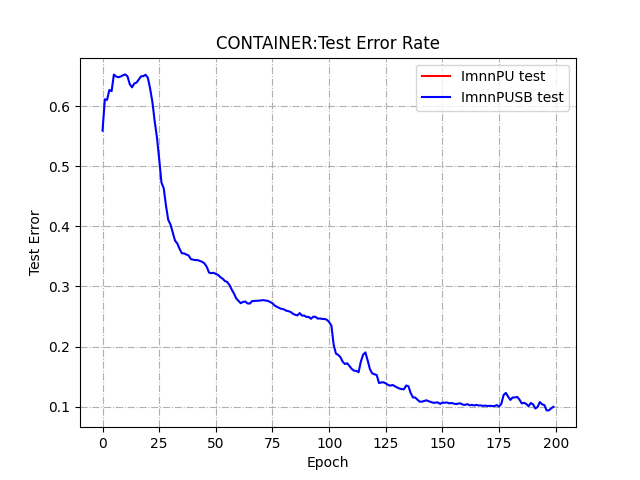 CONTAINER:Test Error Rate
ImnnPU test
ImnnPUSB test
0.6
0.5
0.4
0.3
0.2
0.1
Test Error
0 25 50 75 100 125 150 175 200
Epoch